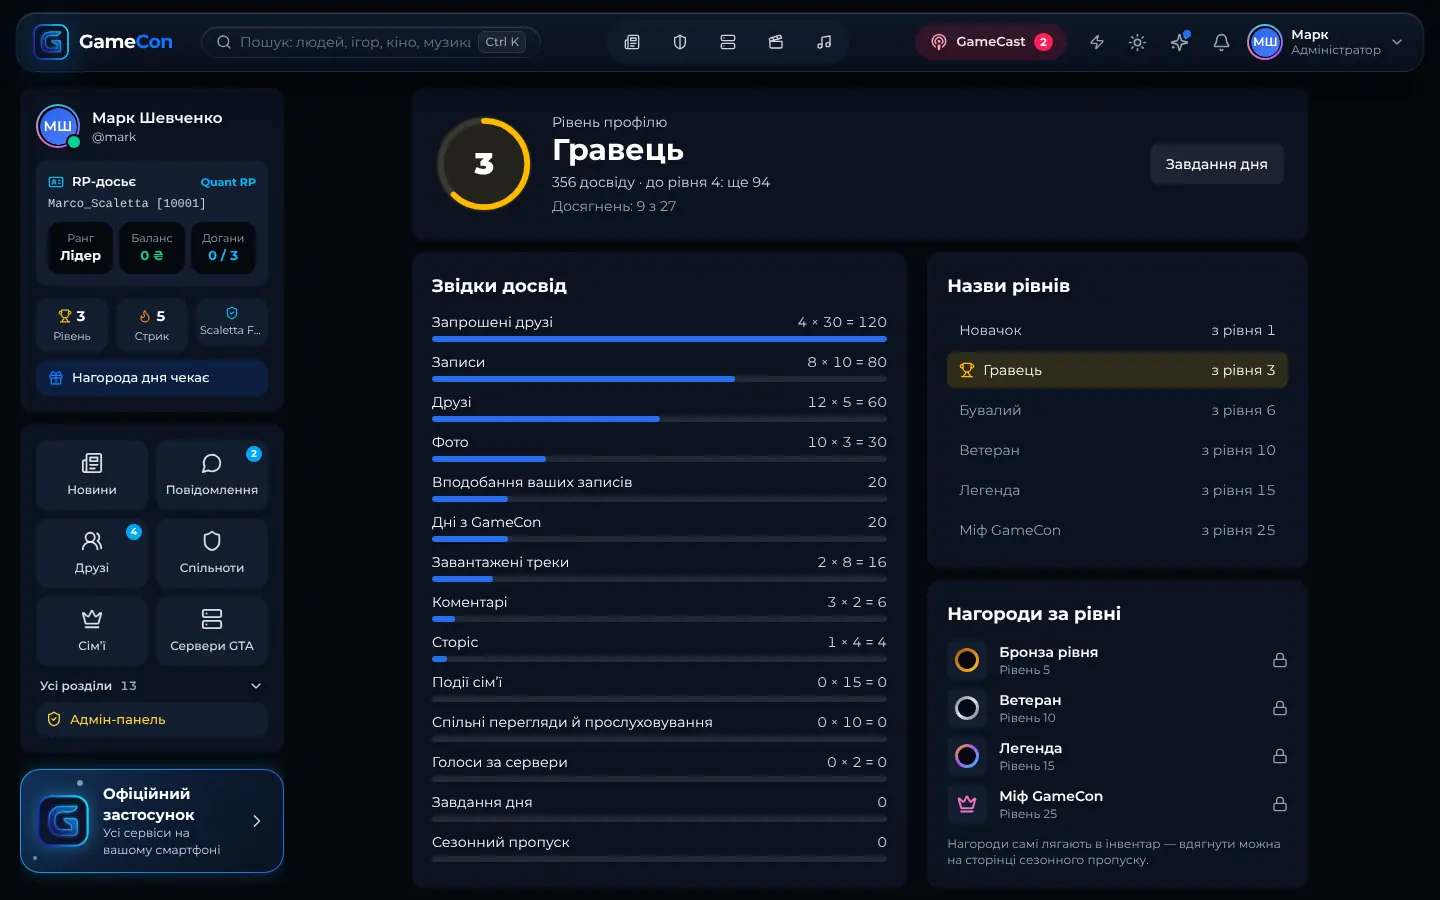 GameCon
Пошук: людей, ігор, кіно, музики
Ctrl K
GameCast 2
МШ
Марк
Адміністратор
МШ
Марк Шевченко
@mark
RP-досьє
Quant RP
Marco_Scaletta [10001]
Ранг
Лідер
Баланс
0 ₴
Догани
0 / 3
3
Рівень
5
Стрик
Scaletta F...
Нагорода дня чекає
Новини
2
Повідомлення
4
Друзі
Спільноти
Сім'ї
Сервери GTA
Усі розділи 13
Адмін-панель
Офіційний
застосунок
Усі сервіси на
вашому смартфоні
3
Рівень профілю
Гравець
356 досвіду · до рівня 4: ще 94
Досягнень: 9 з 27
Завдання дня
Звідки досвід
Запрошені друзі 4 × 30 = 120
Записи 8 × 10 = 80
Друзі 12 × 5 = 60
Фото 10 × 3 = 30
Вподобання ваших записів 20
Дні з GameCon 20
Завантажені треки 2 × 8 = 16
Коментарі 3 × 2 = 6
Сторіс 1 × 4 = 4
Події сім'ї 0 × 15 = 0
Спільні перегляди й прослуховування 0 × 10 = 0
Голоси за сервери 0 × 2 = 0
Завдання дня 0
Сезонний пропуск 0
Назви рівнів
Новачок з рівня 1
Гравець з рівня 3
Бувалий з рівня 6
Ветеран з рівня 10
Легенда з рівня 15
Міф GameCon з рівня 25
Нагороди за рівні
Бронза рівня
Рівень 5
Ветеран
Рівень 10
Легенда
Рівень 15
Міф GameCon
Рівень 25
Нагороди самі лягають в інвентар — вдягнути можна
на сторінці сезонного пропуску.